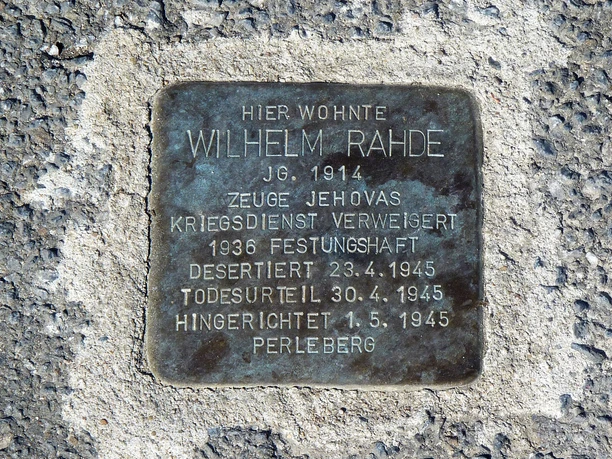 HIER WOHNTE
WILHELM RAHDE
JG. 1914
ZEUGE JEHOVAS
KRIEGSDIENST VERWEIGERT
1936 FESTUNGSHAFT
DESERTIERT 23.4.1945
TODESURTEIL 30.4.1945
HINGERICHTET 1.5.1945
PERLEBERG